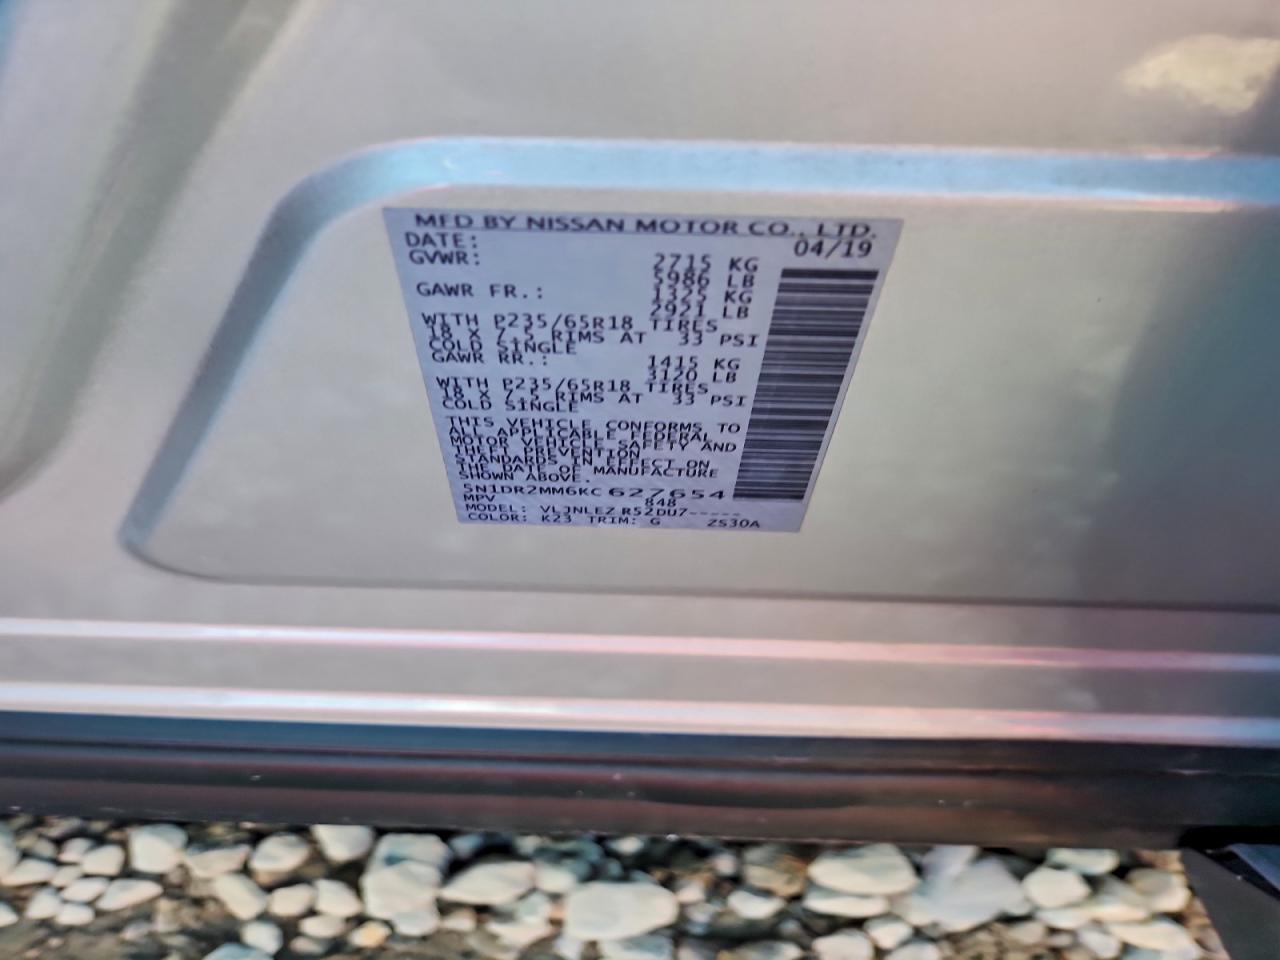 MFD BY NISSAN MOTOR CO., LTD.
DATE: 04/19
GVWR: 2715 KG
5986 LB
GAWR FR.: 1325 KG
2921 LB
WITH P235/65R18 TIRES
18 X 7.5 RIMS AT 33 PSI
COLD SINGLE
GAWR RR.: 1415 KG
3120 LB
WITH P235/65R18 TIRES
18 X 7.5 RIMS AT 33 PSI
COLD SINGLE
THIS VEHICLE CONFORMS TO
ALL APPLICABLE FEDERAL
MOTOR VEHICLE SAFETY AND
THEFT PREVENTION
STANDARDS IN EFFECT ON
THE DATE OF MANUFACTURE
SHOWN ABOVE.
5N1DR2MM6KC627654
MPV 848
MODEL: VLJNLEZ R52DU7-----
COLOR: K23 TRIM: G ZS30A